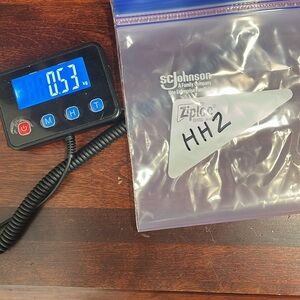 0.53 kg
M H T
SC Johnson
A Family Company
Ziploc
HH2